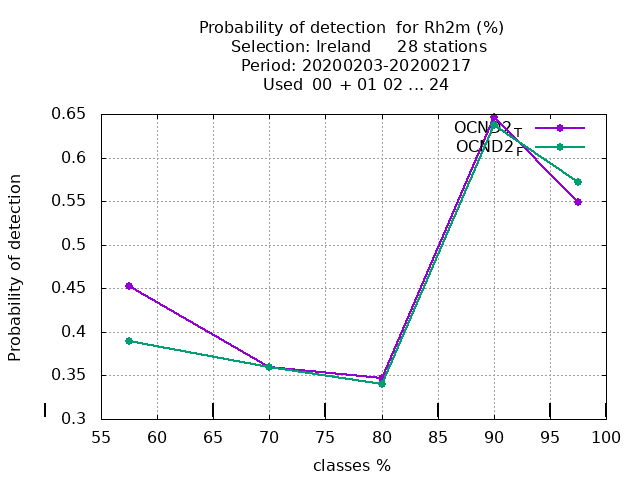 Probability of detection  for Rh2m (%)
Selection: Ireland     28 stations
Period: 20200203-20200217
Used  00  + 01 02 ... 24
0.65
0.6
0.55
0.5
0.45
0.4
0.35
0.3
Probability of detection
OCND2T
OCND2F
55 60 65 70 75 80 85 90 95 100
classes %